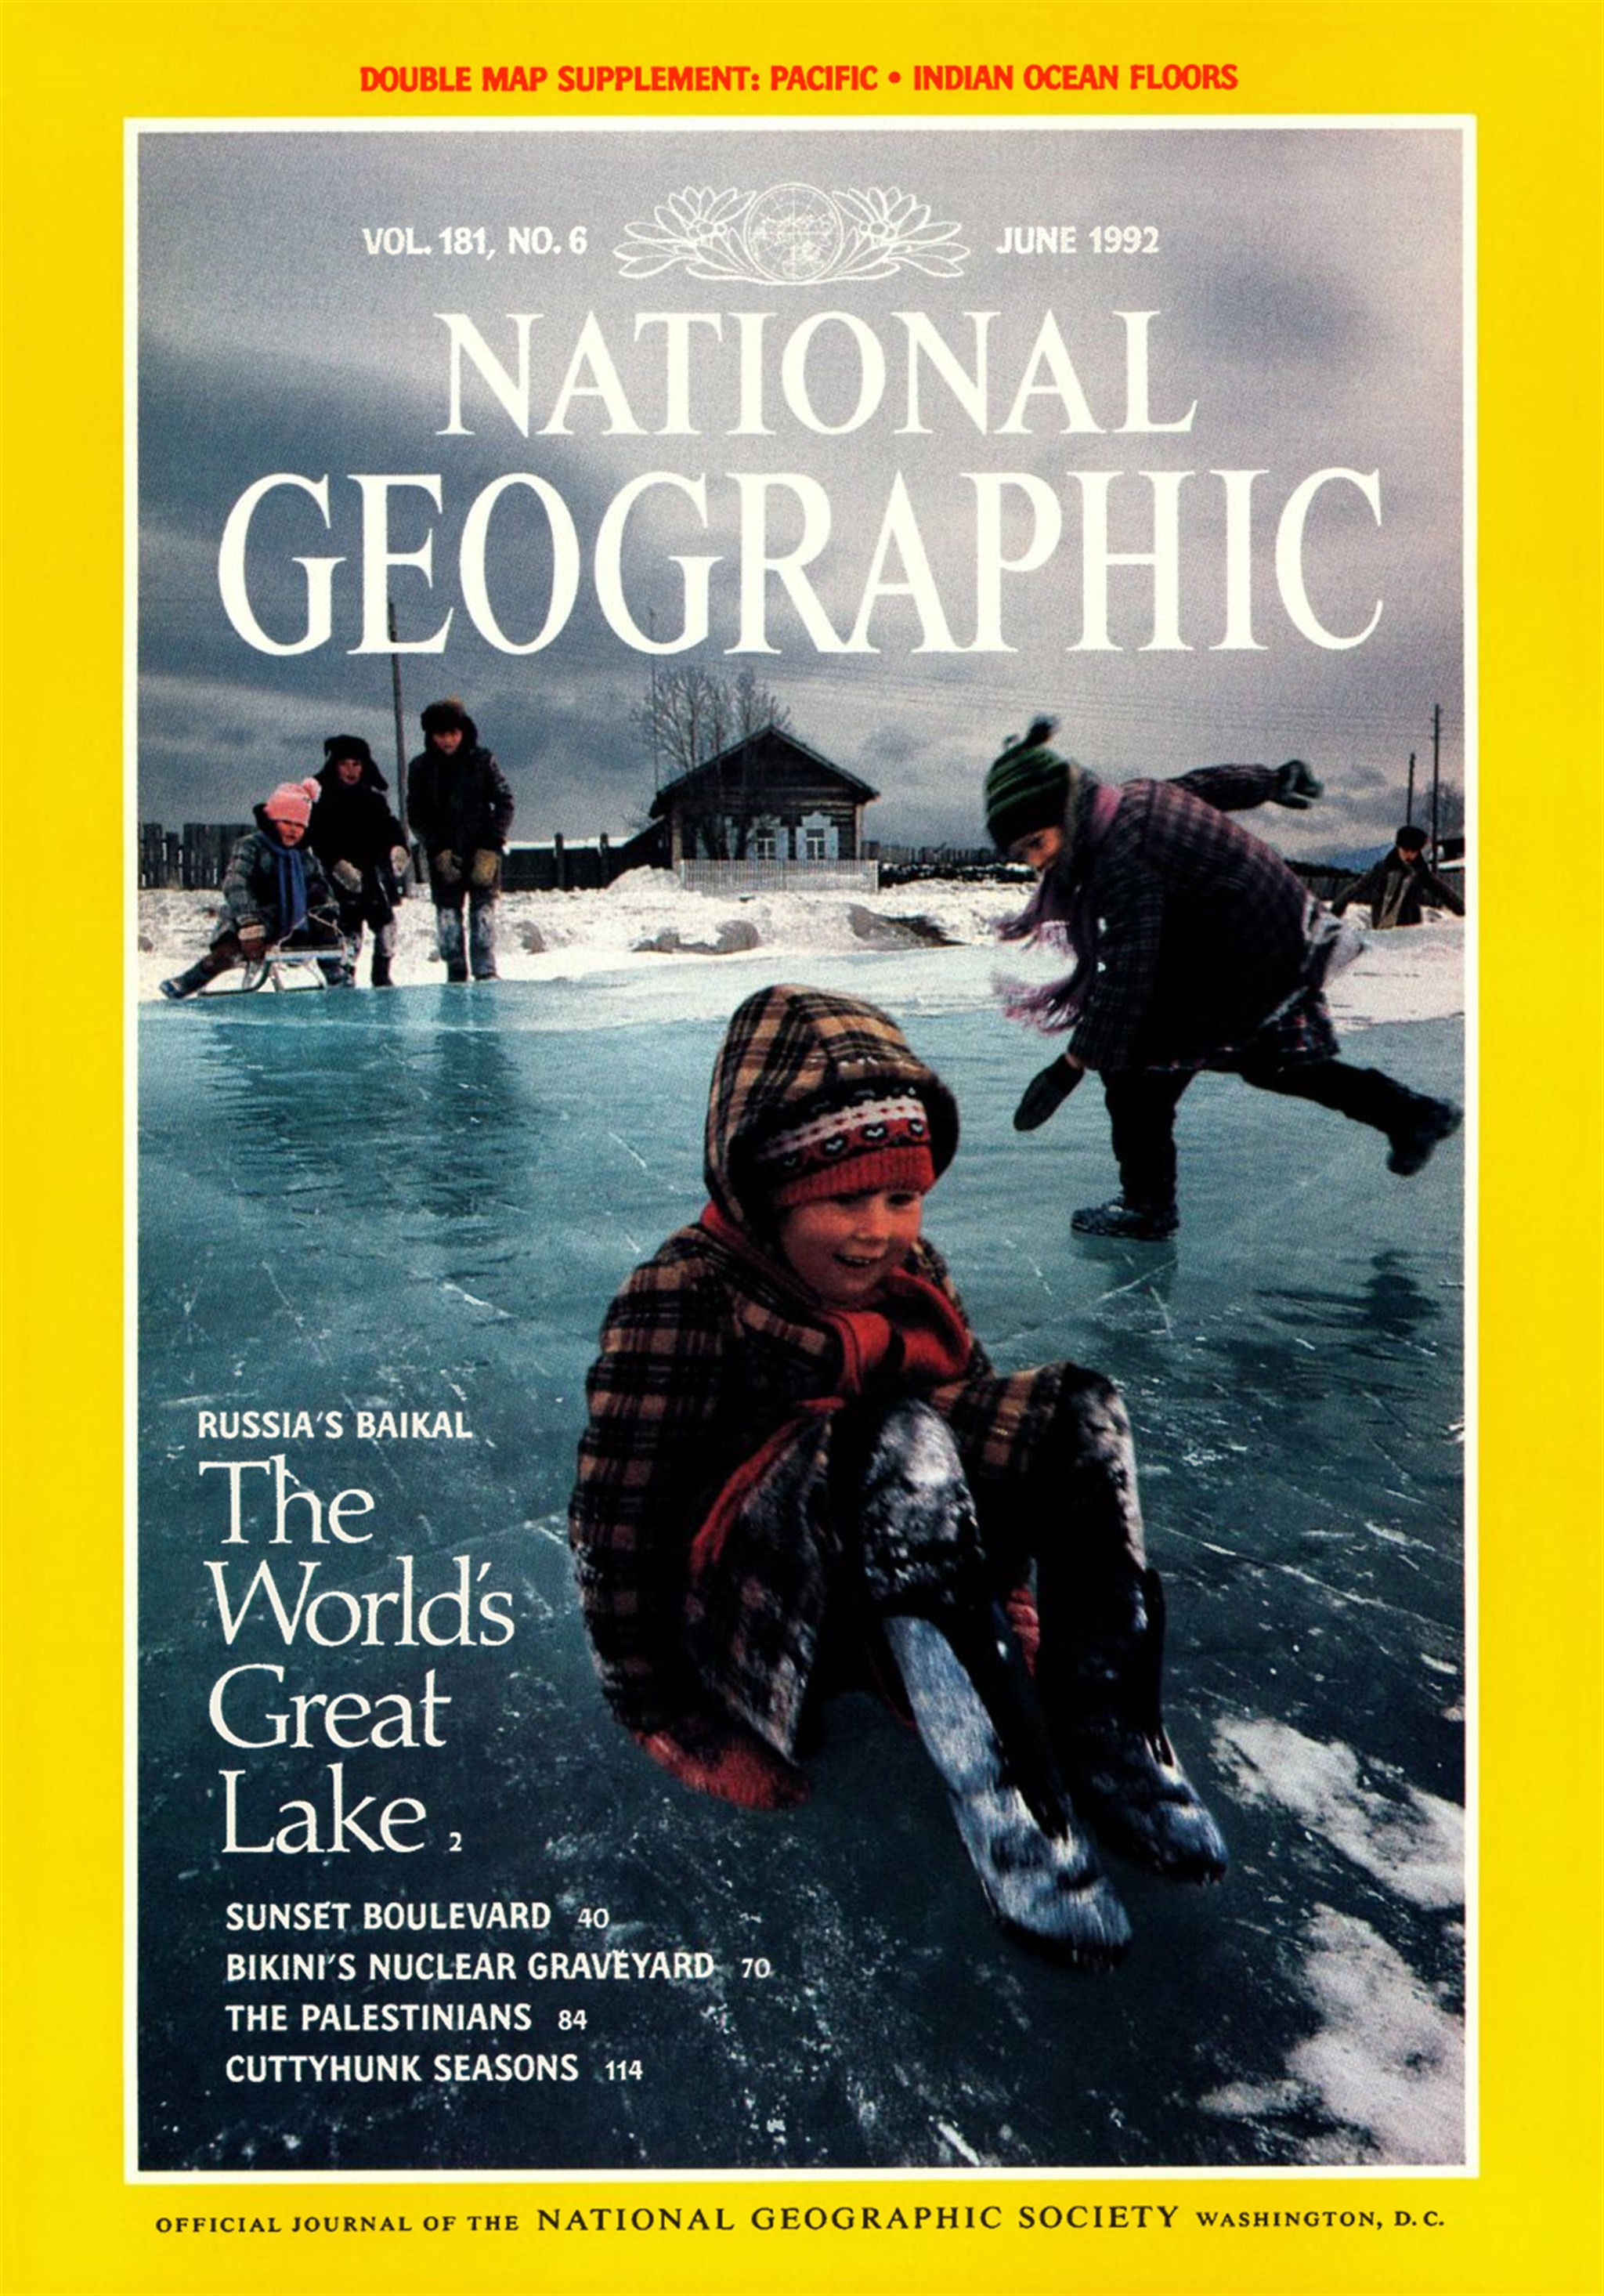 DOUBLE MAP SUPPLEMENT: PACIFIC • INDIAN OCEAN FLOORS
VOL. 181, NO. 6 JUNE 1992
NATIONAL
GEOGRAPHIC
RUSSIA'S BAIKAL
The
World's
Great
Lake 2
SUNSET BOULEVARD 40
BIKINI'S NUCLEAR GRAVEYARD 70
THE PALESTINIANS 84
CUTTYHUNK SEASONS 114
OFFICIAL JOURNAL OF THE NATIONAL GEOGRAPHIC SOCIETY WASHINGTON, D.C.